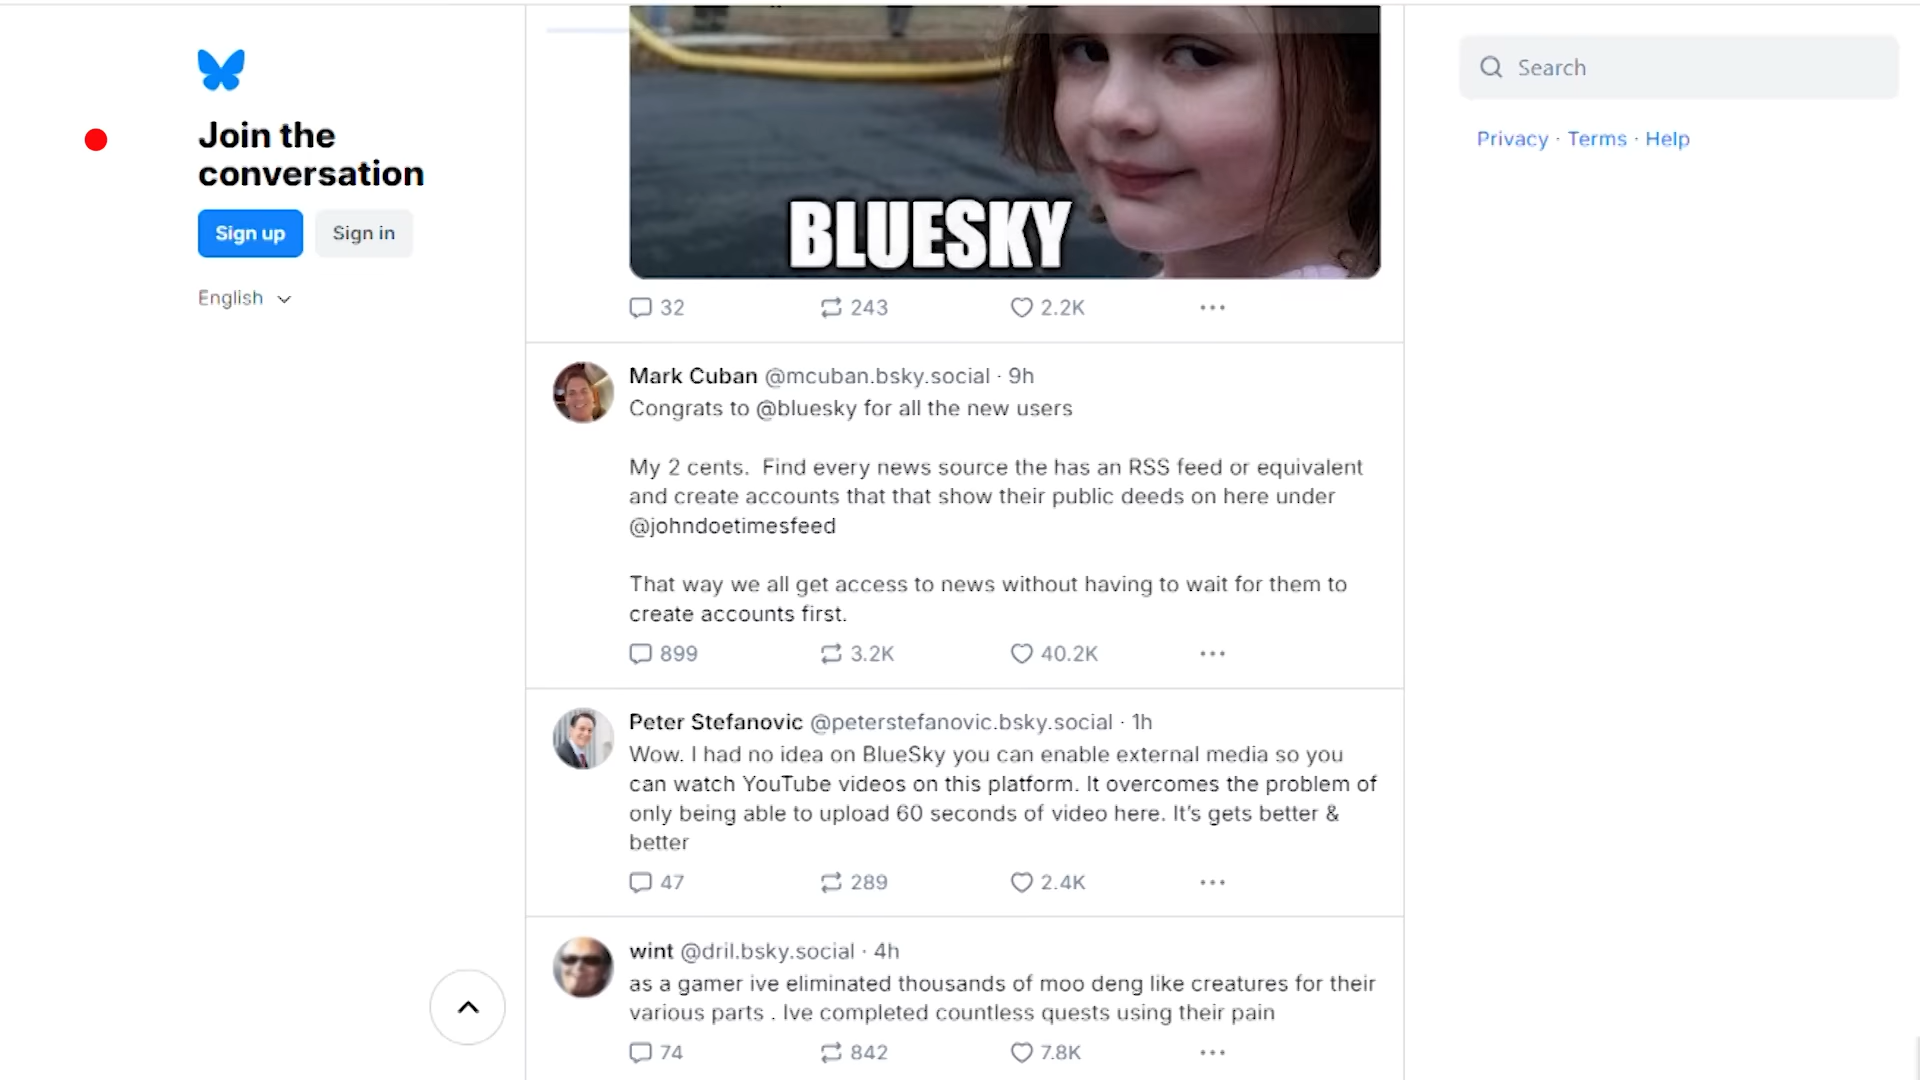 Join the
conversation
Sign up
Sign in
English
BLUESKY
32
243
2.2K
Mark Cuban @mcuban.bsky.social · 9h
Congrats to @bluesky for all the new users
My 2 cents.  Find every news source the has an RSS feed or equivalent
and create accounts that that show their public deeds on here under
@johndoetimesfeed
That way we all get access to news without having to wait for them to
create accounts first.
899
3.2K
40.2K
Peter Stefanovic @peterstefanovic.bsky.social · 1h
Wow. I had no idea on BlueSky you can enable external media so you
can watch YouTube videos on this platform. It overcomes the problem of
only being able to upload 60 seconds of video here. It's gets better &
better
47
289
2.4K
wint @dril.bsky.social · 4h
as a gamer ive eliminated thousands of moo deng like creatures for their
various parts . Ive completed countless quests using their pain
74
842
7.8K
Search
Privacy · Terms · Help